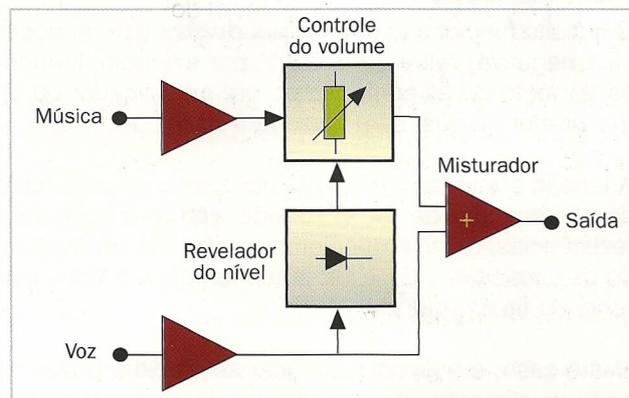 Controle
do volume
Música
Misturador
+
Saída
Revelador
do nível
Voz